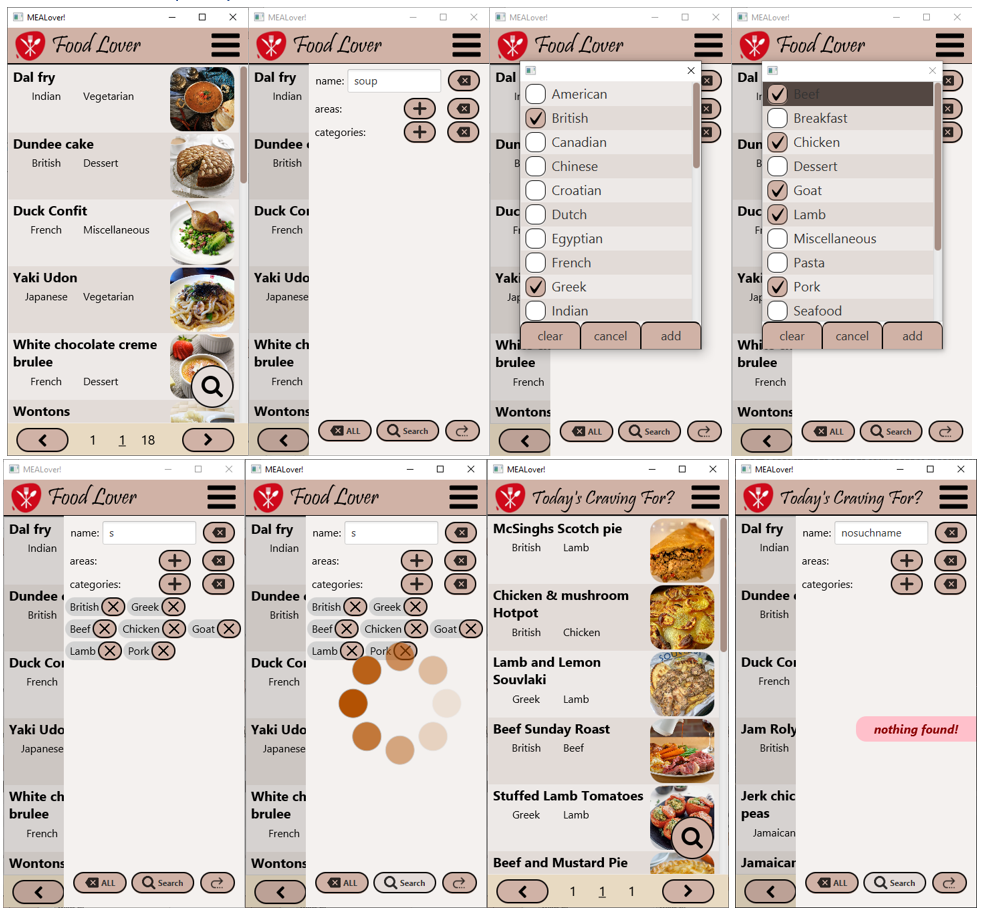 MEALover!
Food Lover
Dal fry
Indian Vegetarian
Dundee cake
British Dessert
Duck Confit
French Miscellaneous
Yaki Udon
Japanese Vegetarian
White chocolate creme
brulee
French Dessert
Wontons
1 1 18
MEALover!
Food Lover
Dal fry
Indian
Dundee c
British
Duck Cor
French
Yaki Udo
Japanese
White ch
brulee
French
Wontons
name: soup
areas:
categories:
ALL Search
MEALover!
Food Lover
Dal
Dun
Duc
Yaki
Whi
brulee
French
Wontons
American
British
Canadian
Chinese
Croatian
Dutch
Egyptian
French
Greek
Indian
clear cancel add
ALL Search
MEALover!
Food Lover
Dal
Dun
Duc
Yaki
Whi
brulee
French
Wontons
Beef
Breakfast
Chicken
Dessert
Goat
Lamb
Miscellaneous
Pasta
Pork
Seafood
clear cancel add
ALL Search
MEALover!
Food Lover
Dal fry
Indian
Dundee c
British
Duck Cor
French
Yaki Udo
Japanese
White ch
brulee
French
Wontons
name: s
areas:
categories:
British Greek
Beef Chicken Goat
Lamb Pork
ALL Search
MEALover!
Food Lover
Dal fry
Indian
Dundee c
British
Duck Cor
French
Yaki Udo
Japanese
White ch
brulee
French
Wontons
name: s
areas:
categories:
British Greek
Beef Chicken Goat
Lamb Pork
ALL Search
MEALover!
Today's Craving For?
McSinghs Scotch pie
British Lamb
Chicken & mushroom
Hotpot
British Chicken
Lamb and Lemon
Souvlaki
Greek Lamb
Beef Sunday Roast
British Beef
Stuffed Lamb Tomatoes
Greek Lamb
Beef and Mustard Pie
1 1 1
MEALover!
Today's Craving For?
Dal fry
Indian
Dundee c
British
Duck Cor
French
Jam Roly
British
Jerk chic
peas
Jamaican
Jamaicar
name: nosuchname
areas:
categories:
nothing found!
ALL Search